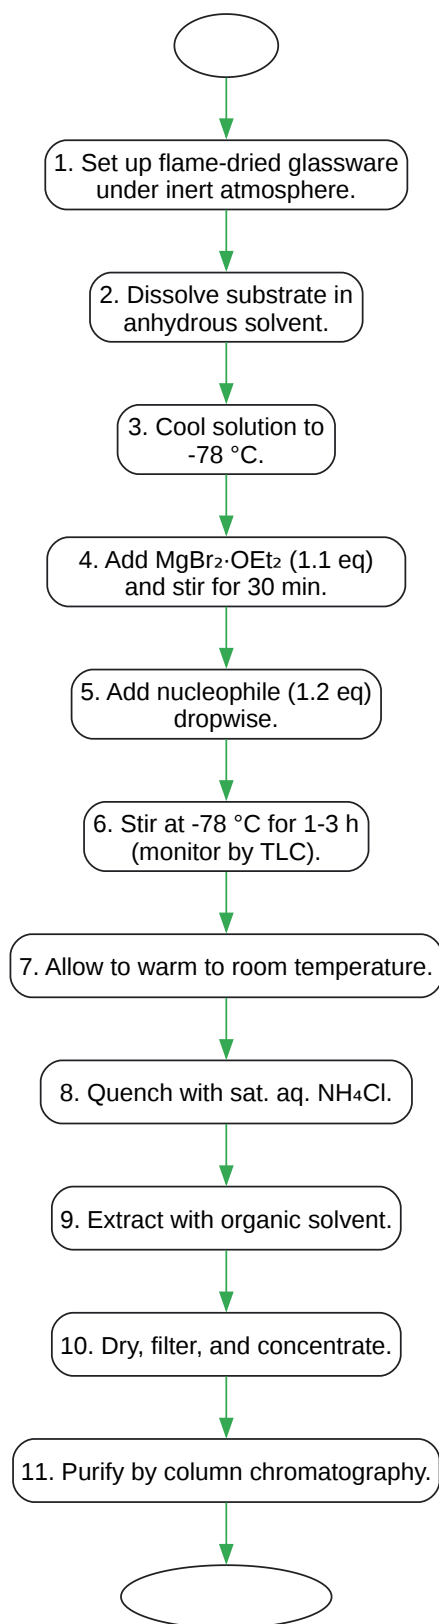 1. Set up flame-dried glassware
under inert atmosphere.
2. Dissolve substrate in
anhydrous solvent.
3. Cool solution to
-78 °C.
4. Add MgBr₂·OEt₂ (1.1 eq)
and stir for 30 min.
5. Add nucleophile (1.2 eq)
dropwise.
6. Stir at -78 °C for 1-3 h
(monitor by TLC).
7. Allow to warm to room temperature.
8. Quench with sat. aq. NH₄Cl.
9. Extract with organic solvent.
10. Dry, filter, and concentrate.
11. Purify by column chromatography.